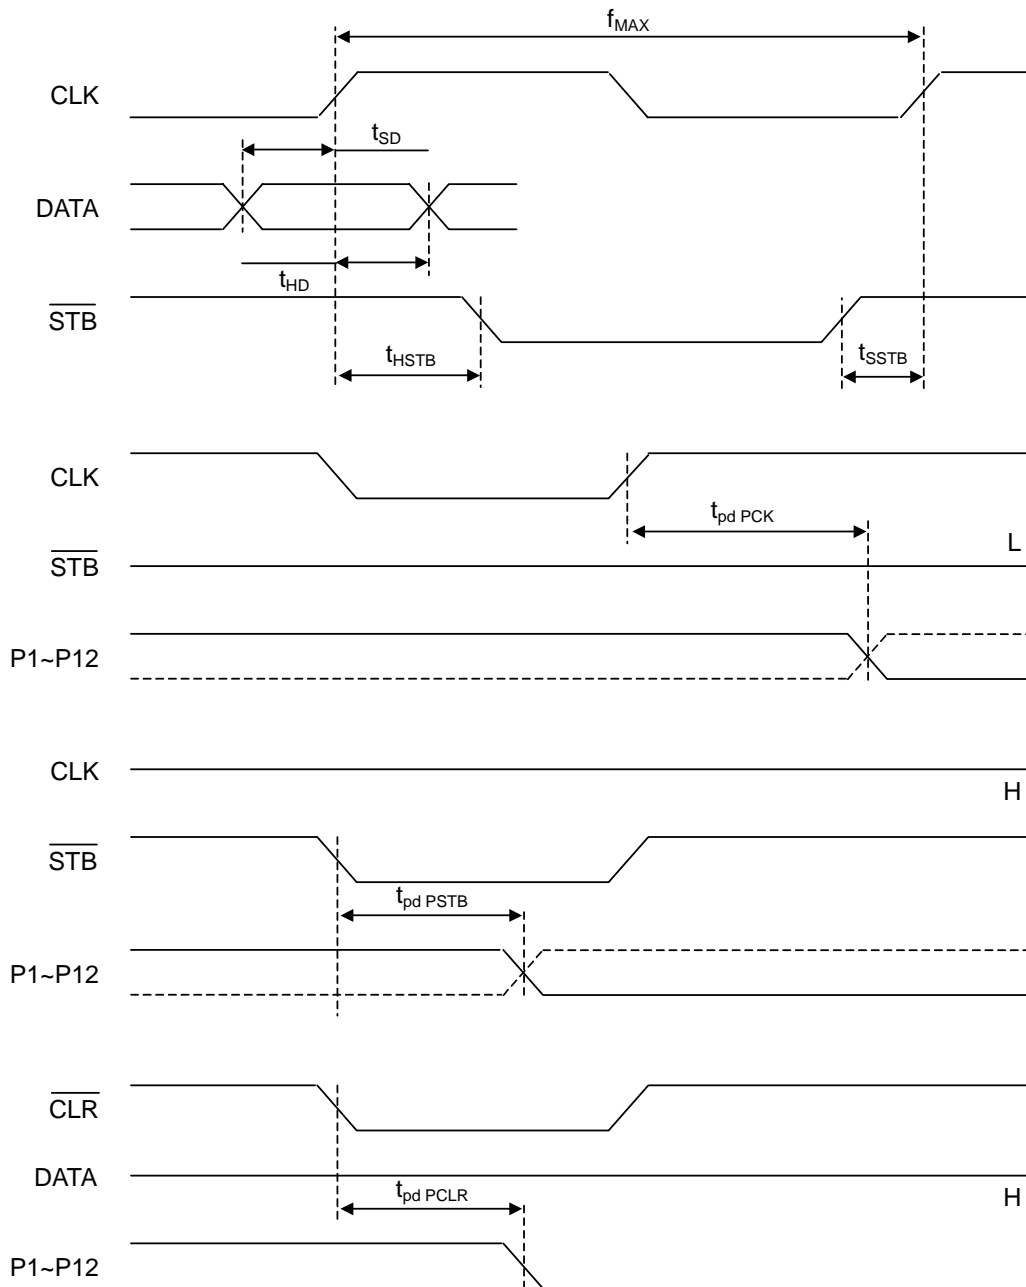 fMAX
CLK
tSD
DATA
tHD
STB
tHSTB
tSSTB
CLK
tpd PCK
L
STB
P1~P12
CLK
H
STB
tpd PSTB
P1~P12
CLR
DATA
H
tpd PCLR
P1~P12